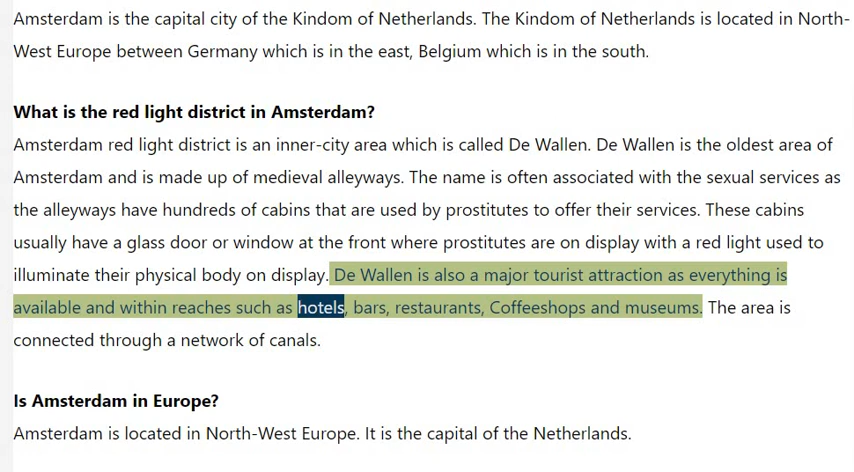 Amsterdam is the capital city of the Kindom of Netherlands. The Kindom of Netherlands is located in North-
West Europe between Germany which is in the east, Belgium which is in the south.
What is the red light district in Amsterdam?
Amsterdam red light district is an inner-city area which is called De Wallen. De Wallen is the oldest area of
Amsterdam and is made up of medieval alleyways. The name is often associated with the sexual services as
the alleyways have hundreds of cabins that are used by prostitutes to offer their services. These cabins
usually have a glass door or window at the front where prostitutes are on display with a red light used to
illuminate their physical body on display. De Wallen is also a major tourist attraction as everything is
available and within reaches such as hotels, bars, restaurants, Coffeeshops and museums. The area is
connected through a network of canals.
Is Amsterdam in Europe?
Amsterdam is located in North-West Europe. It is the capital of the Netherlands.